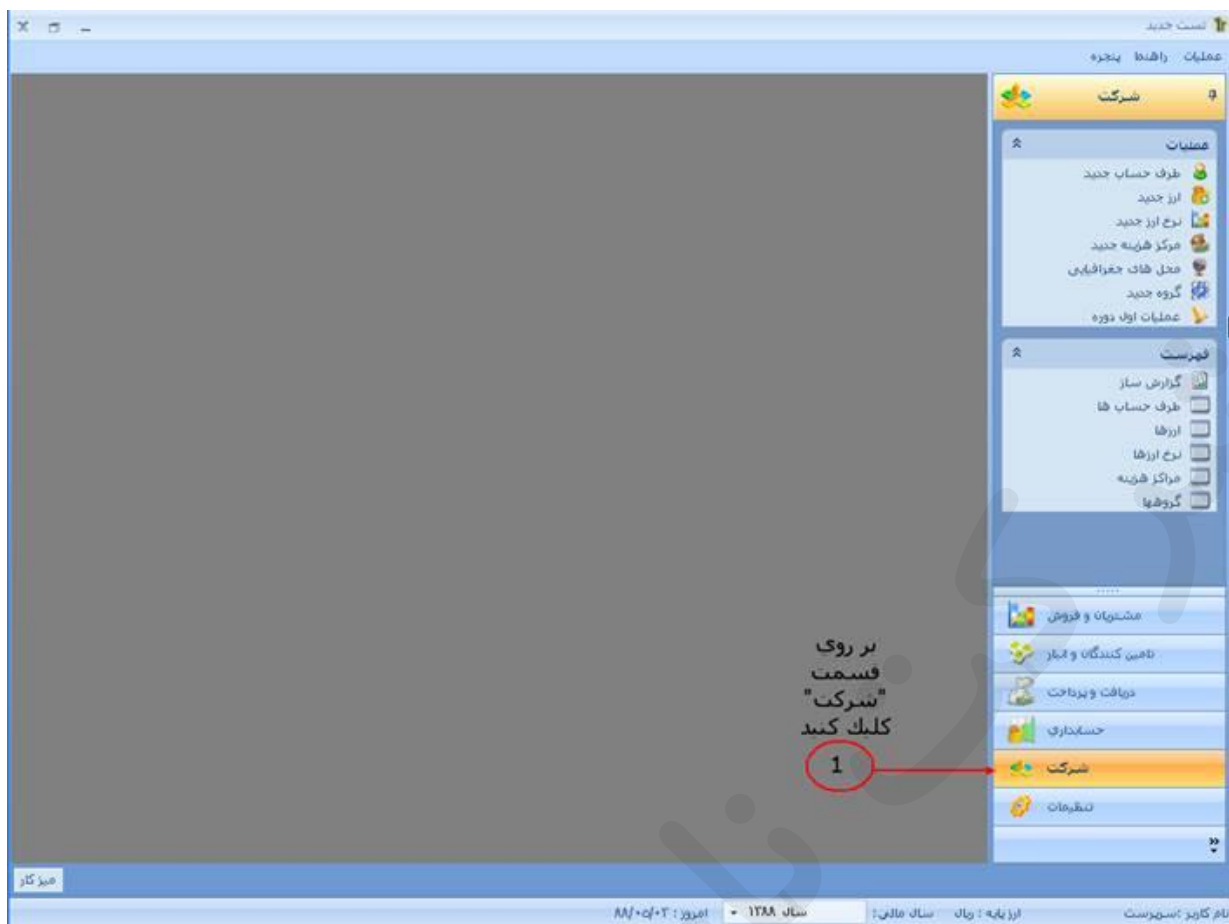 تست جدید
عملیات راهنما پنجره
شرکت
عملیات
طرف حساب جدید
ارز جدید
نرخ ارز جدید
مرکز هزینه جدید
محل های جغرافیایی
گروه جدید
عملیات اول دوره
فهرست
گزارش ساز
طرف حساب ها
ارزها
نرخ ارزها
مراکز هزینه
گروهها
مشتریان و فروش
تامین کنندگان و انبار
دریافت و پرداخت
حسابداری
شرکت
تنظیمات
بر روی
قسمت
"شرکت"
کلیك کنید
1
میز کار
نام کاربر :سرپرست ارز پایه : ریال سال مالی: سال ۱۳۸۸ امروز : ۸۸/۰۵/۰۳